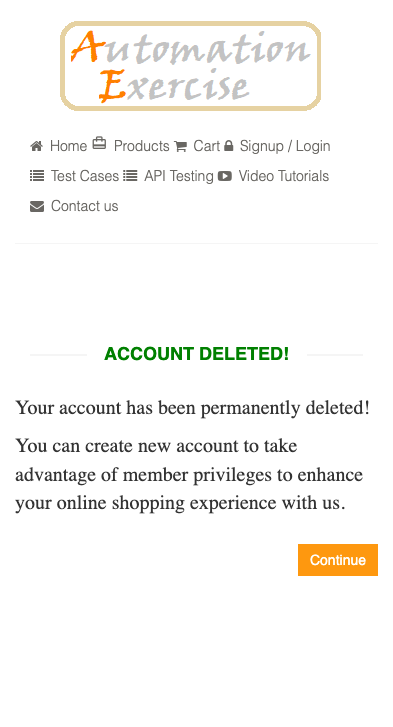 Automation
Exercise
Home Products Cart Signup / Login
Test Cases API Testing Video Tutorials
Contact us
ACCOUNT DELETED!
Your account has been permanently deleted!
You can create new account to take
advantage of member privileges to enhance
your online shopping experience with us.
Continue